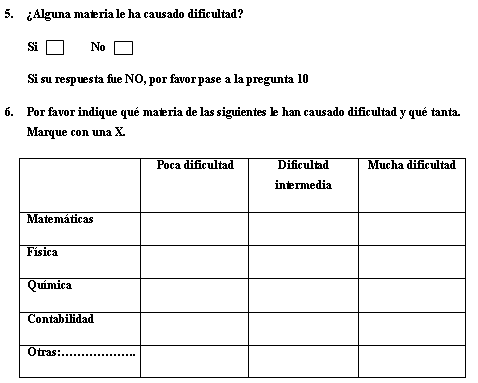 5. ¿Alguna materia le ha causado dificultad?
Si No
Si su respuesta fue NO, por favor pase a la pregunta 10
6. Por favor indique qué materia de las siguientes le han causado dificultad y qué tanta.
Marque con una X.
Poca dificultad Dificultad Mucha dificultad
intermedia
Matemáticas
Física
Química
Contabilidad
Otras:……………….